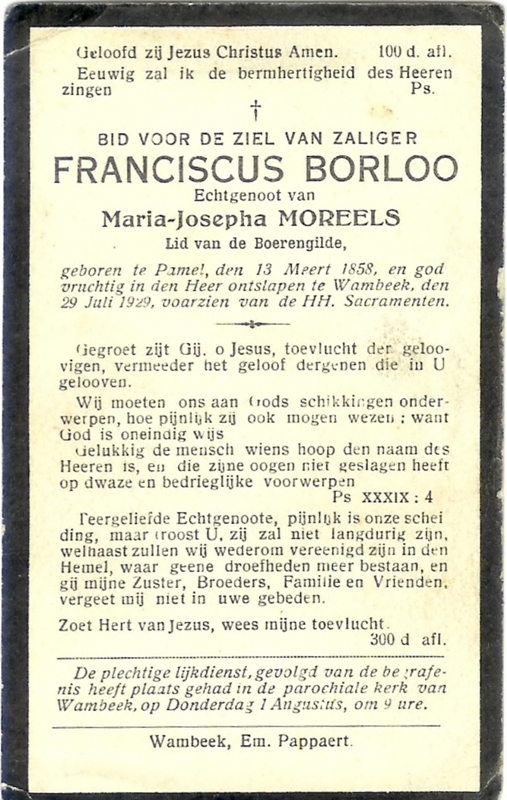 Geloofd zij Jezus Christus Amen. 100 d. afl.
Eeuwig zal ik de bermhertigheid des Heeren
zingen Ps.
†
BID VOOR DE ZIEL VAN ZALIGER
FRANCISCUS BORLOO
Echtgenoot van
Maria-Josepha MOREELS
Lid van de Boerengilde,
geboren te Pamel, den 13 Meert 1858, en god
vruchtig in den Heer ontslapen te Wambeek, den
29 Juli 1929, voorzien van de HH. Sacramenten.
Gegroet zijt Gij, o Jesus, toevlucht der geloo-
vigen, vermeeder het geloof dergenen die in U
gelooven.
Wij moeten ons aan Gods schikkingen onder-
werpen, hoe pijnlijk zij ook mogen wezen ; want
God is oneindig wijs
Gelukkig de mensch wiens hoop den naam des
Heeren is, en die zijne oogen niet geslagen heeft
op dwaze en bedrieglijke voorwerpen
Ps XXXIX : 4
Teergeliefde Echtgenoote, pijnlijk is onze schei
ding, maar troost U, zij zal niet langdurig zijn,
welhaast zullen wij wederom vereenigd zijn in den
Hemel, waar geene droefheden meer bestaan, en
gij mijne Zuster, Broeders, Familie en Vrienden,
vergeet mij niet in uwe gebeden.
Zoet Hert van Jezus, wees mijne toevlucht.
300 d afl.
De plechtige lijkdienst, gevolgd van de begrafe-
nis heeft plaats gehad in de parochiale kerk van
Wambeek, op Donderdag 1 Augustus, om 9 ure.
Wambeek, Em. Pappaert.